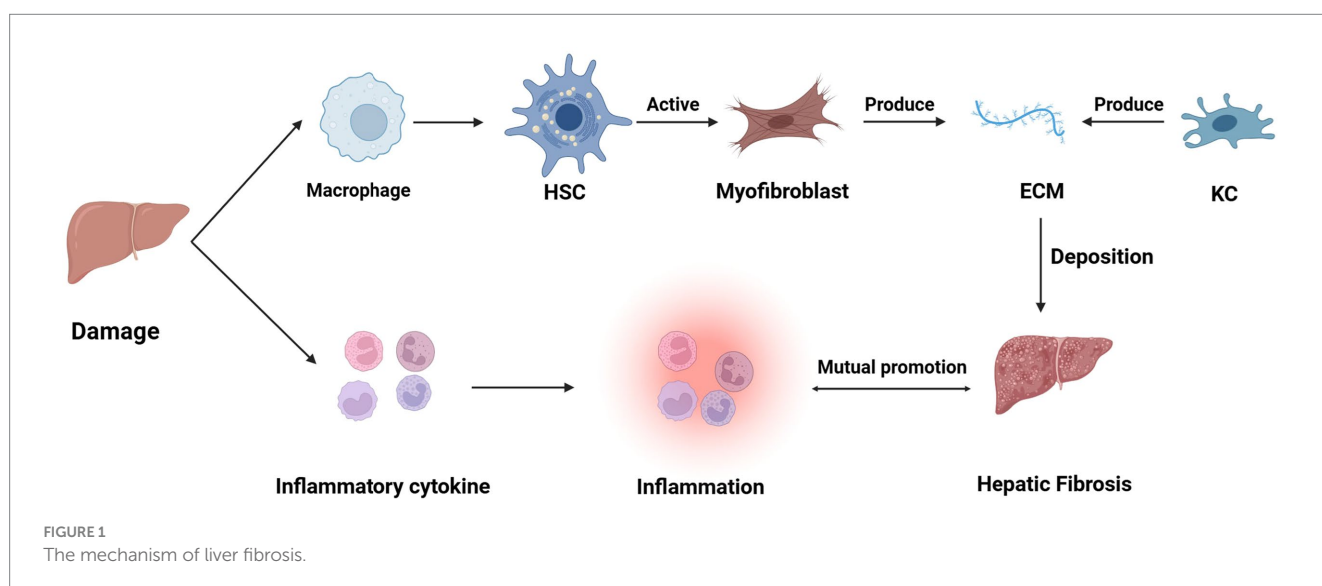 Active
Produce
Produce
Macrophage
HSC
Myofibroblast
ECM
KC
Deposition
Damage
Mutual promotion
Inflammatory cytokine
Inflammation
Hepatic Fibrosis
FIGURE 1
The mechanism of liver fibrosis.